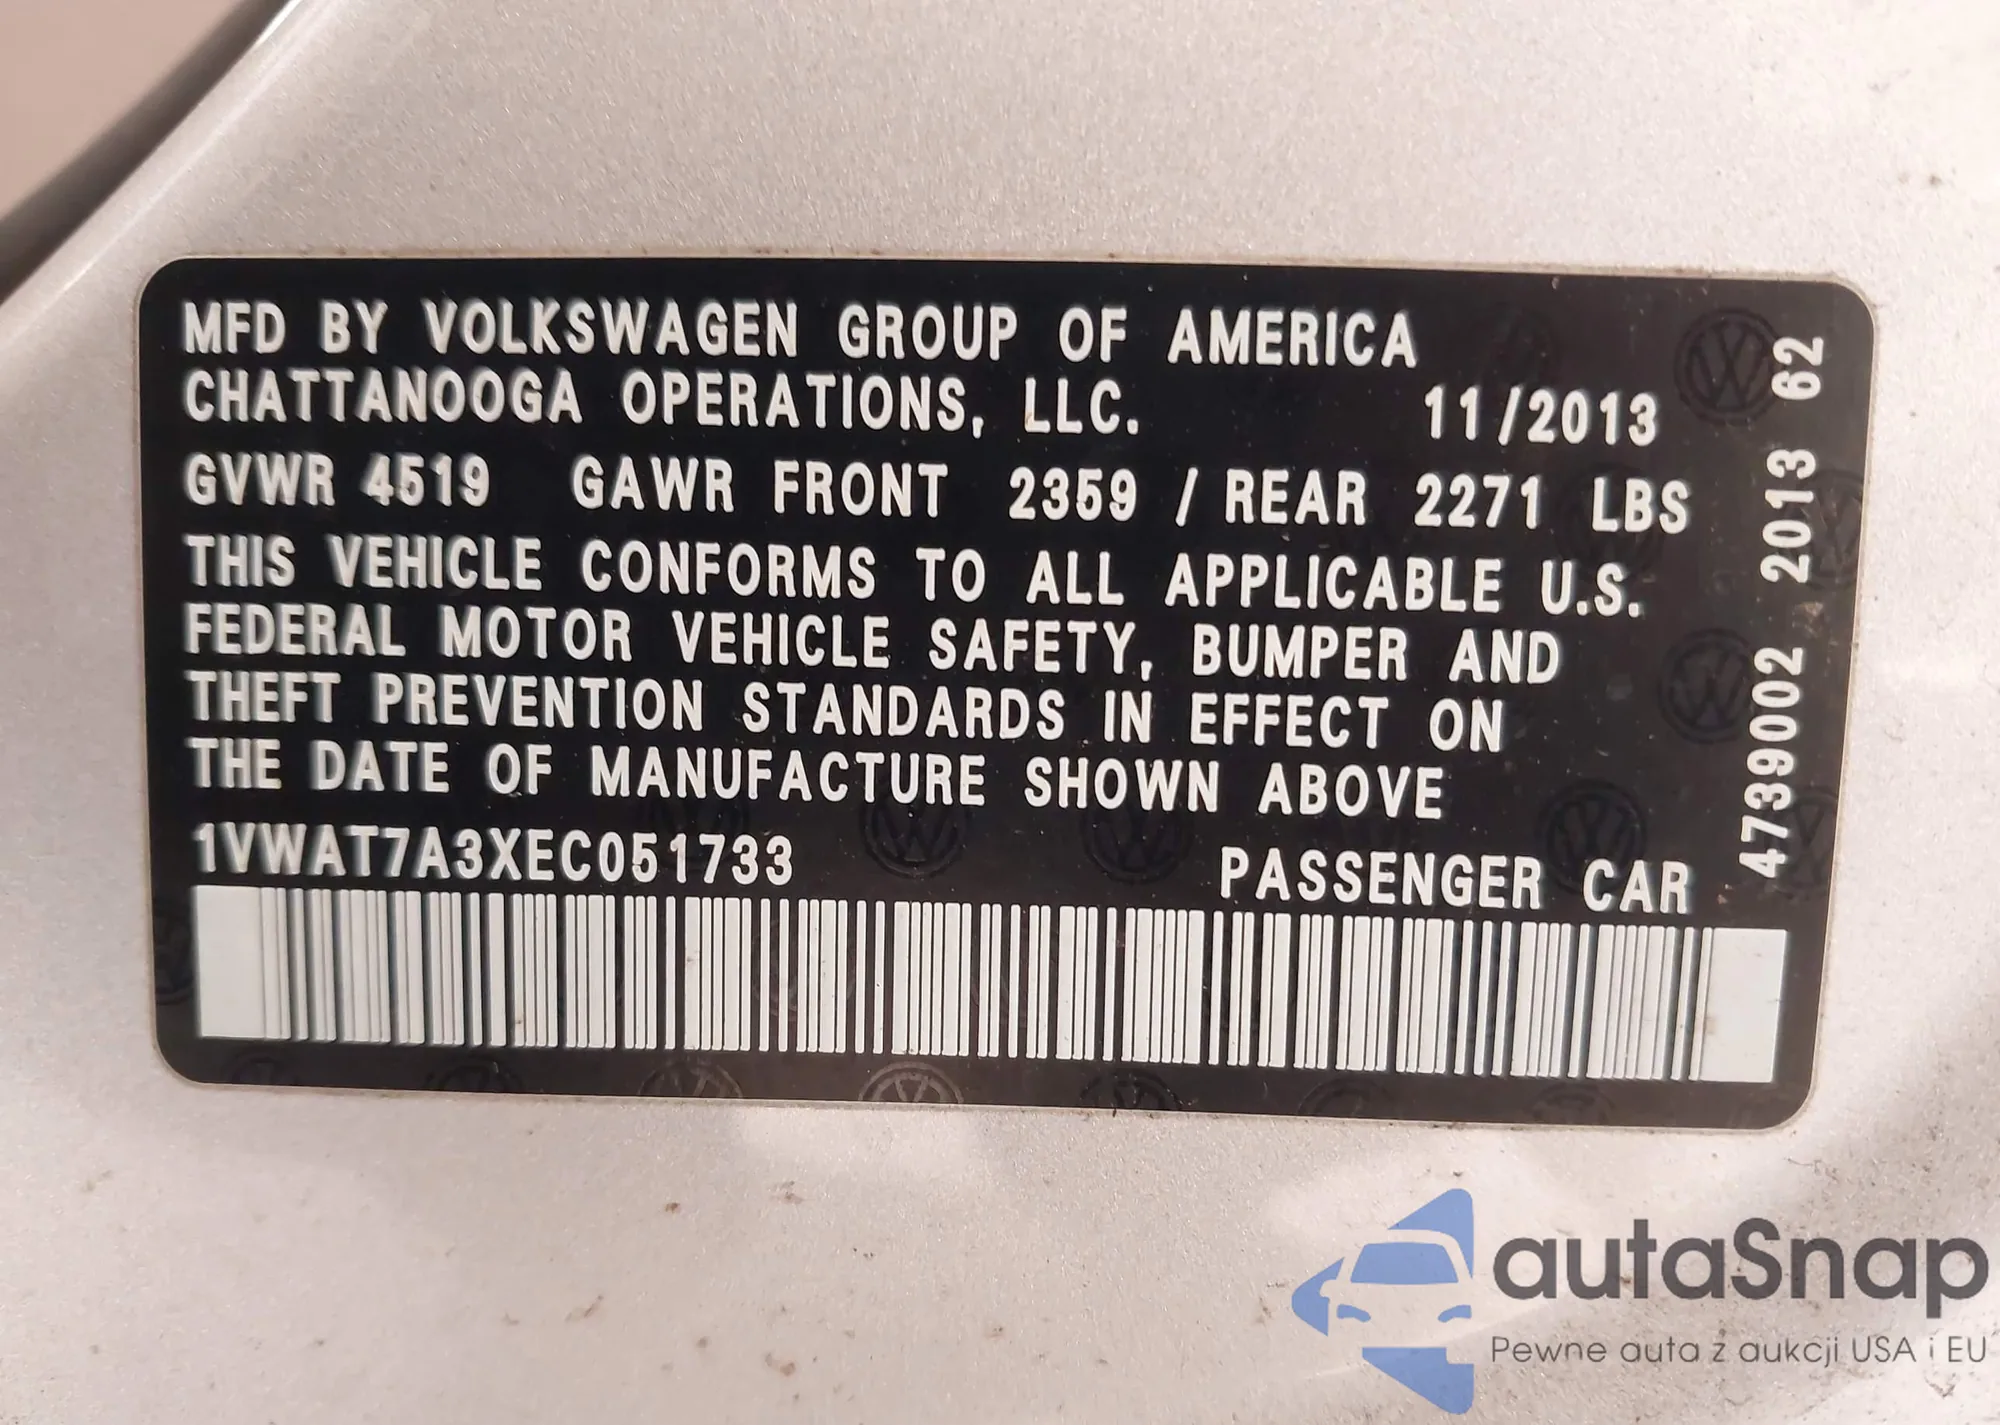 MFD BY VOLKSWAGEN GROUP OF AMERICA
CHATTANOOGA OPERATIONS, LLC. 11/2013
GVWR 4519 GAWR FRONT 2359 / REAR 2271 LBS
THIS VEHICLE CONFORMS TO ALL APPLICABLE U.S.
FEDERAL MOTOR VEHICLE SAFETY, BUMPER AND
THEFT PREVENTION STANDARDS IN EFFECT ON
THE DATE OF MANUFACTURE SHOWN ABOVE
1VWAT7A3XEC051733 PASSENGER CAR
4739002 2013 62
autaSnap
Pewne auta z aukcji USA i EU